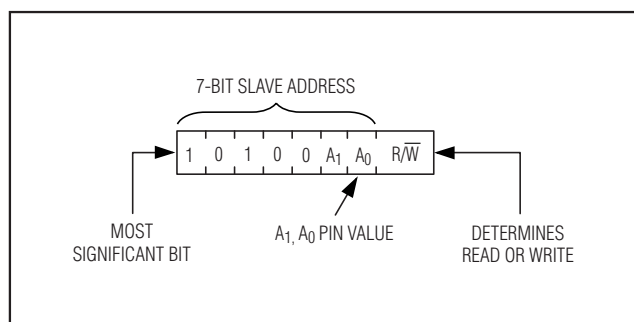 7-BIT SLAVE ADDRESS
1 0 1 0 0 A1 A0 R/W̅
MOST
SIGNIFICANT BIT
A1, A0 PIN VALUE
DETERMINES
READ OR WRITE